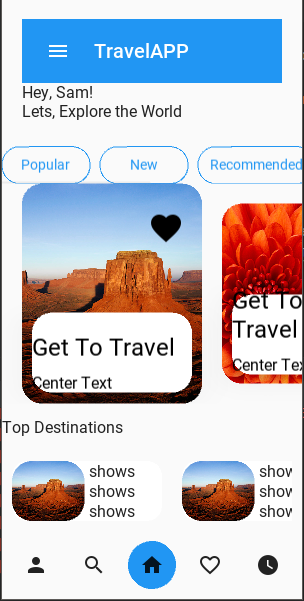 TravelAPP
Hey, Sam!
Lets, Explore the World
Popular
New
Recommended
Get To Travel
Center Text
Get To
Travel
Center Tex
Top Destinations
shows
shows
shows
show
show
show